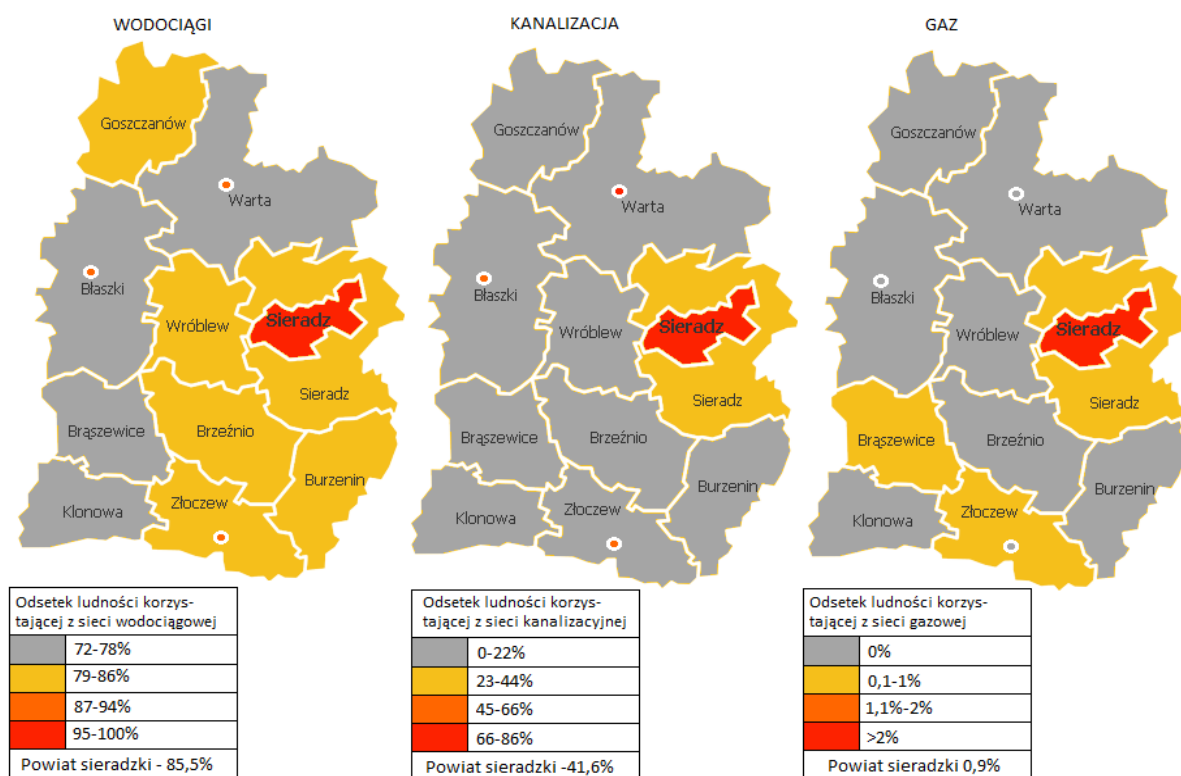 WODOCIĄGI
Goszczanów
Warta
Błaszki
Wróblew
Sieradz
Sieradz
Brąszewice
Brzeźnio
Burzenin
Złoczew
Klonowa
Odsetek ludności korzys-
tającej z sieci wodociągowej
72-78%
79-86%
87-94%
95-100%
Powiat sieradzki - 85,5%
KANALIZACJA
Goszczanów
Warta
Błaszki
Wróblew
Sieradz
Sieradz
Brąszewice
Brzeźnio
Burzenin
Złoczew
Klonowa
Odsetek ludności korzys-
tającej z sieci kanalizacyjnej
0-22%
23-44%
45-66%
66-86%
Powiat sieradzki -41,6%
GAZ
Goszczanów
Warta
Błaszki
Wróblew
Sieradz
Sieradz
Brąszewice
Brzeźnio
Burzenin
Złoczew
Klonowa
Odsetek ludności korzys-
tającej z sieci gazowej
0%
0,1-1%
1,1%-2%
>2%
Powiat sieradzki 0,9%